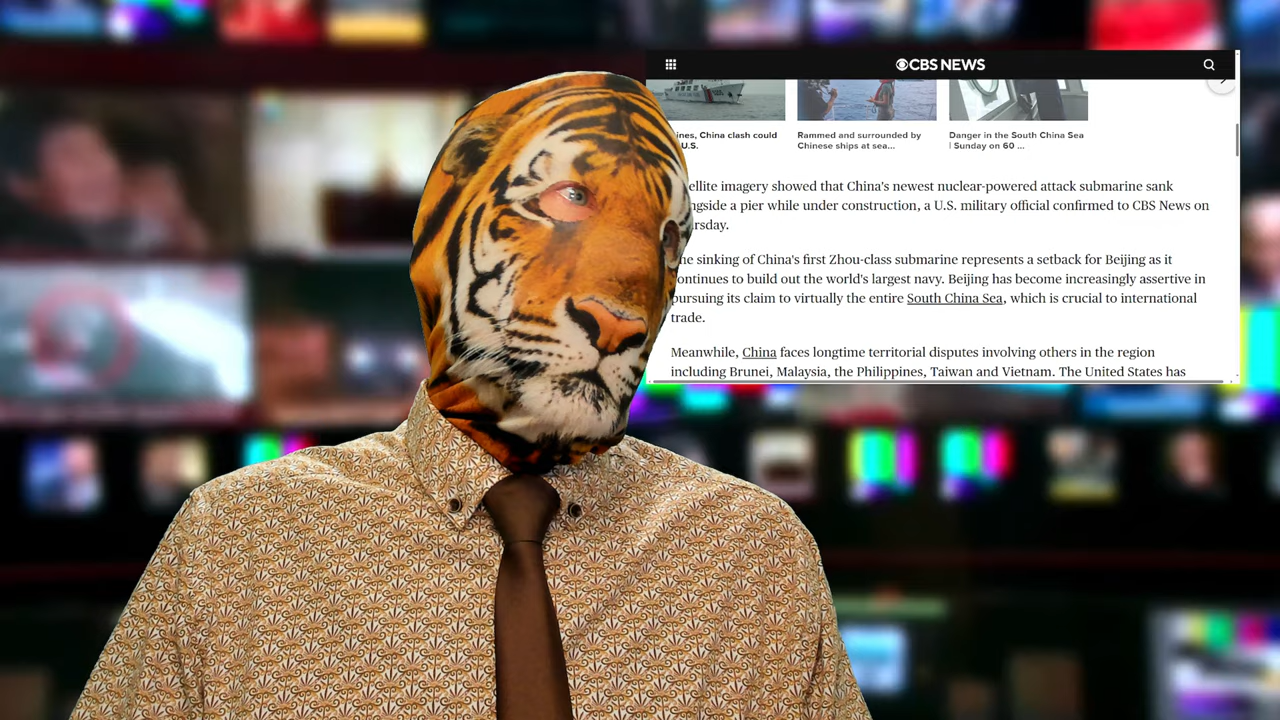 CBS NEWS
ines, China clash could
Rammed and surrounded by
Danger in the South China Sea
U.S.
Chinese ships at sea...
| Sunday on 60 ...
ellite imagery showed that China's newest nuclear-powered attack submarine sank
ngside a pier while under construction, a U.S. military official confirmed to CBS News on
rsday.
he sinking of China's first Zhou-class submarine represents a setback for Beijing as it
continues to build out the world's largest navy. Beijing has become increasingly assertive in
pursuing its claim to virtually the entire South China Sea, which is crucial to international
trade.
Meanwhile, China faces longtime territorial disputes involving others in the region
including Brunei, Malaysia, the Philippines, Taiwan and Vietnam. The United States has